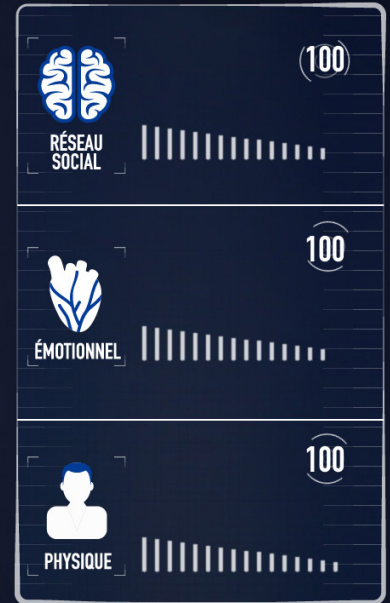 100
RÉSEAU
SOCIAL
100
ÉMOTIONNEL
100
PHYSIQUE